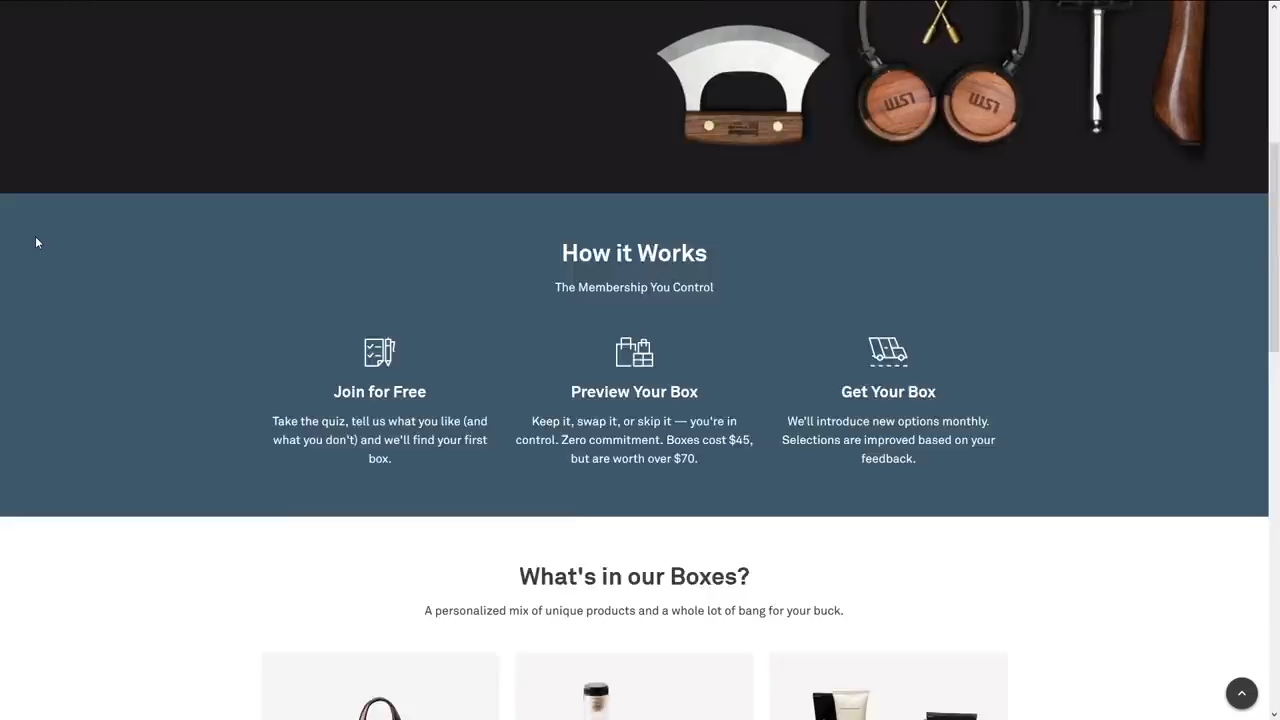 LSTN
LSTN
How it Works
The Membership You Control
Join for Free
Take the quiz, tell us what you like (and
what you don't) and we'll find your first
box.
Preview Your Box
Keep it, swap it, or skip it — you're in
control. Zero commitment. Boxes cost $45,
but are worth over $70.
Get Your Box
We'll introduce new options monthly.
Selections are improved based on your
feedback.
What's in our Boxes?
A personalized mix of unique products and a whole lot of bang for your buck.